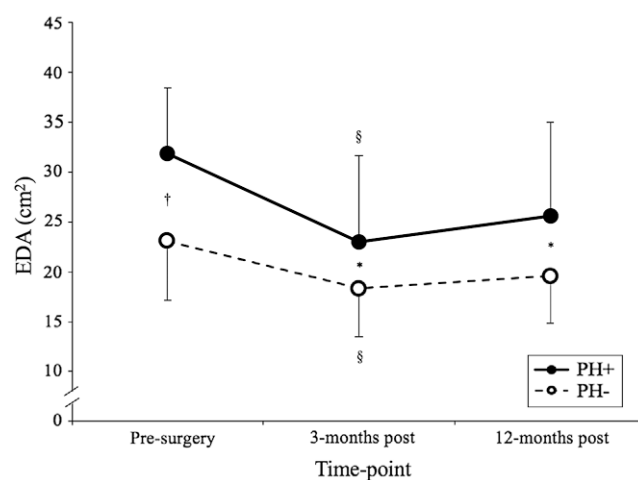 45
40
35
30
25
20
15
10
0
EDA (cm²)
†
§
*
§
*
PH+
PH-
Pre-surgery
3-months post
12-months post
Time-point